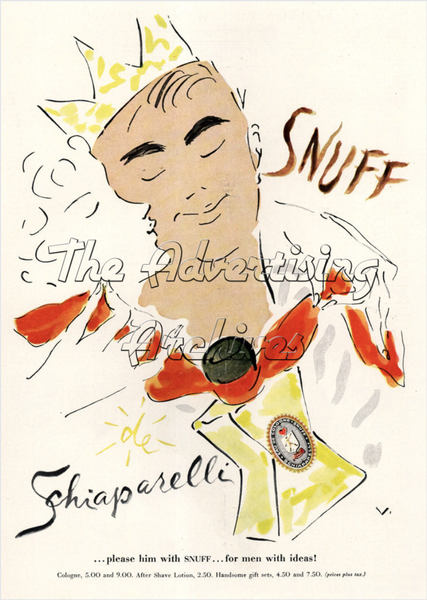 SNUFF
The Advertising
Archives
de
Schiaparelli
V.
...please him with SNUFF...for men with ideas!
Cologne, 5.00 and 9.00. After Shave Lotion, 2.50. Handsome gift sets, 4.50 and 7.50. (prices plus tax.)